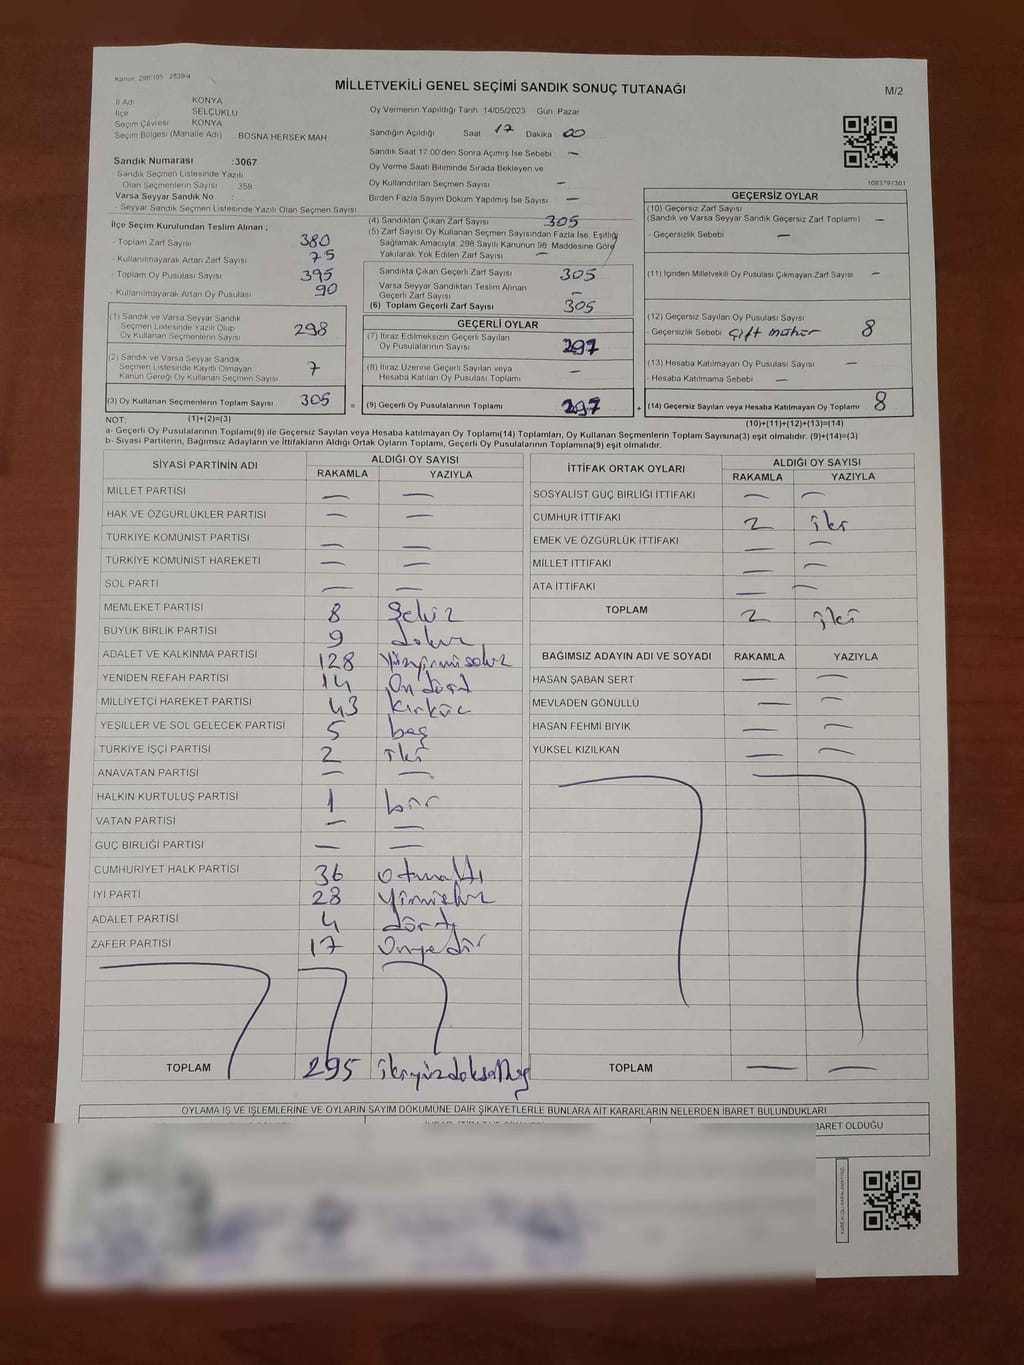 Kanun: 298/105 2839/4
MİLLETVEKİLİ GENEL SEÇİMİ SANDIK SONUÇ TUTANAĞI
M/2
İl Adı KONYA
İlçe SELÇUKLU
Seçim Çevresi KONYA
Seçim Bölgesi (Mahalle Adı) BOSNA HERSEK MAH
Sandık Numarası :3067
- Sandık Seçmen Listesinde Yazılı
Olan Seçmenlerin Sayısı 358
Varsa Seyyar Sandık No :
- Seyyar Sandık Seçmen Listesinde Yazılı Olan Seçmen Sayısı:
İlçe Seçim Kurulundan Teslim Alınan ;
- Toplam Zarf Sayısı 380
- Kullanılmayarak Artan Zarf Sayısı 75
- Toplam Oy Pusulası Sayısı 395
- Kullanılmayarak Artan Oy Pusulası 90
(1) Sandık ve Varsa Seyyar Sandık
Seçmen Listesinde Yazılı Olup
Oy Kullanan Seçmenlerin Sayısı 298
(2) Sandık ve Varsa Seyyar Sandık
Seçmen Listesinde Kayıtlı Olmayan
Kanun Gereği Oy Kullanan Seçmen Sayısı 7
(3) Oy Kullanan Seçmenlerin Toplam Sayısı 305 =
Oy Vermenin Yapıldığı Tarih 14/05/2023 Gün Pazar
Sandığın Açıldığı Saat 17 Dakika 00
Sandık Saat 17:00'den Sonra Açımış İse Sebebi : —
Oy Verme Saati Bitiminde Sırada Bekleyen ve
Oy Kullandırılan Seçmen Sayısı —
Birden Fazla Sayım Döküm Yapılmış İse Sayısı —
(4) Sandıktan Çıkan Zarf Sayısı 305
(5) Zarf Sayısı Oy Kullanan Seçmen Sayısından Fazla İse, Eşitliği
Sağlamak Amacıyla, 298 Sayılı Kanunun 98. Maddesine Göre
Yakılarak Yok Edilen Zarf Sayısı —
Sandıkta Çıkan Geçerli Zarf Sayısı 305
Varsa Seyyar Sandıktan Teslim Alınan
Geçerli Zarf Sayısı —
(6) Toplam Geçerli Zarf Sayısı 305
GEÇERLİ OYLAR
(7) İtiraz Edilmeksizin Geçerli Sayılan
Oy Pusulalarının Sayısı 297
(8) İtiraz Üzerine Geçerli Sayılan veya
Hesaba Katılan Oy Pusulası Toplamı —
(9) Geçerli Oy Pusulalarının Toplamı 297 +
1083791301
GEÇERSİZ OYLAR
(10) Geçersiz Zarf Sayısı
(Sandık ve Varsa Seyyar Sandık Geçersiz Zarf Toplamı) —
- Geçersizlik Sebebi —
(11) İçinden Milletvekili Oy Pusulası Çıkmayan Zarf Sayısı —
(12) Geçersiz Sayılan Oy Pusulası Sayısı
- Geçersizlik Sebebi Çift mühür 8
(13) Hesaba Katılmayan Oy Pusulası Sayısı —
- Hesaba Katılmama Sebebi —
(14) Geçersiz Sayılan veya Hesaba Katılmayan Oy Toplamı 8
NOT: (1)+(2)=(3)
(10)+(11)+(12)+(13)=(14)
a- Geçerli Oy Pusulalarının Toplamı(9) ile Geçersiz Sayılan veya Hesaba katılmayan Oy Toplamı(14) Toplamları, Oy Kullanan Seçmenlerin Toplam Sayısına(3) eşit olmalıdır. (9)+(14)=(3)
b- Siyasi Partilerin, Bağımsız Adayların ve İttifakların Aldığı Ortak Oyların Toplamı, Geçerli Oy Pusulalarının Toplamına(9) eşit olmalıdır.
SİYASİ PARTİNİN ADI ALDIĞI OY SAYISI
RAKAMLA YAZIYLA
MİLLET PARTİSİ — —
HAK VE ÖZGÜRLÜKLER PARTİSİ — —
TÜRKİYE KOMÜNİST PARTİSİ — —
TÜRKİYE KOMÜNİST HAREKETİ — —
SOL PARTİ — —
MEMLEKET PARTİSİ 8 Sekiz
BÜYÜK BİRLİK PARTİSİ 9 dokuz
ADALET VE KALKINMA PARTİSİ 128
YENİDEN REFAH PARTİSİ 14 On dört
MİLLİYETÇİ HAREKET PARTİSİ 43 Kırküç
YEŞİLLER VE SOL GELECEK PARTİSİ 5 beş
TÜRKİYE İŞÇİ PARTİSİ 2 iki
ANAVATAN PARTİSİ — —
HALKIN KURTULUŞ PARTİSİ 1 bir
VATAN PARTİSİ — —
GÜÇ BİRLİĞİ PARTİSİ — —
CUMHURİYET HALK PARTİSİ 36 Otuzaltı
İYİ PARTİ 28
ADALET PARTİSİ 4 dört
ZAFER PARTİSİ 17 Onyedi
TOPLAM 295 ikiyüzdoksanbeş
İTTİFAK ORTAK OYLARI ALDIĞI OY SAYISI
RAKAMLA YAZIYLA
SOSYALİST GÜÇ BİRLİĞİ İTTİFAKI — —
CUMHUR İTTİFAKI 2 iki
EMEK VE ÖZGÜRLÜK İTTİFAKI — —
MİLLET İTTİFAKI — —
ATA İTTİFAKI — —
TOPLAM 2 iki
BAĞIMSIZ ADAYIN ADI VE SOYADI RAKAMLA YAZIYLA
HASAN ŞABAN SERT — —
MEVLADEN GÖNÜLLÜ — —
HASAN FEHMİ BIYIK — —
YÜKSEL KIZILKAN — —
TOPLAM — —
OYLAMA İŞ VE İŞLEMLERİNE VE OYLARIN SAYIM DÖKÜMÜNE DAİR ŞİKAYETLERLE BUNLARA AİT KARARLARIN NELERDEN İBARET BULUNDUKLARI
BARET OLDUĞU